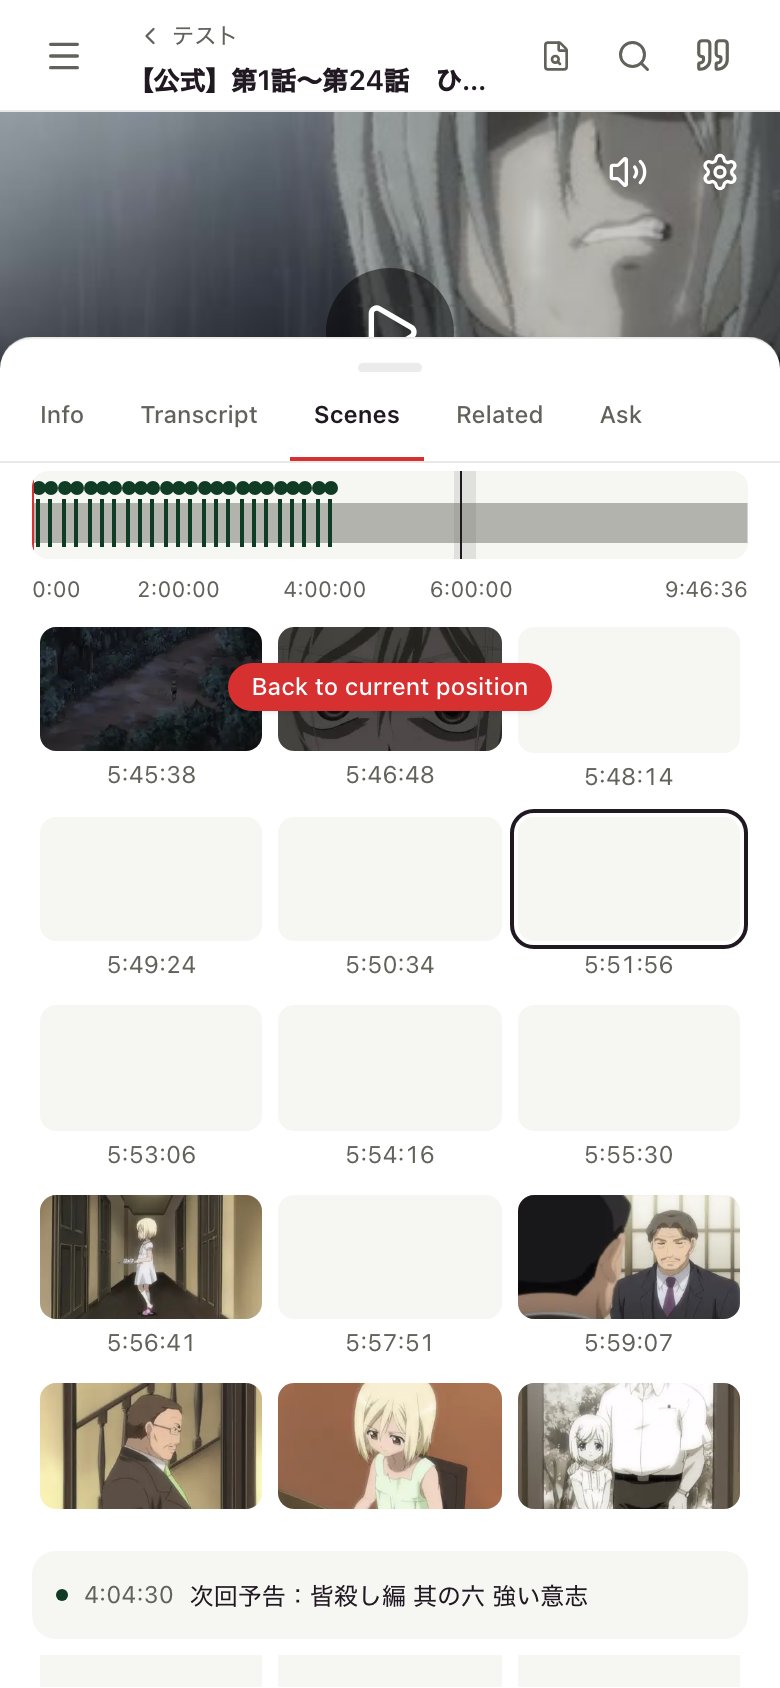 テスト
【公式】第1話〜第24話 ひ...
Info Transcript Scenes Related Ask
0:00 2:00:00 4:00:00 6:00:00 9:46:36
Back to current position
5:45:38 5:46:48 5:48:14
5:49:24 5:50:34 5:51:56
5:53:06 5:54:16 5:55:30
5:56:41 5:57:51 5:59:07
4:04:30 次回予告：皆殺し編 其の六 強い意志